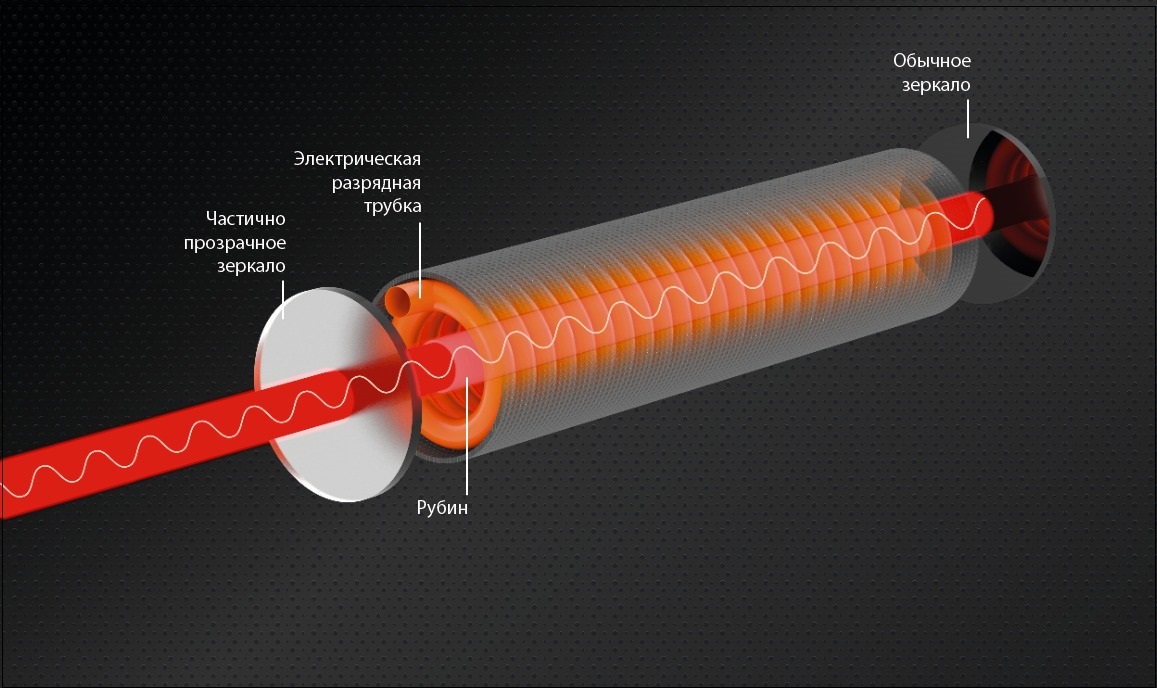 Обычное
зеркало
Электрическая
разрядная
трубка
Частично
прозрачное
зеркало
Рубин